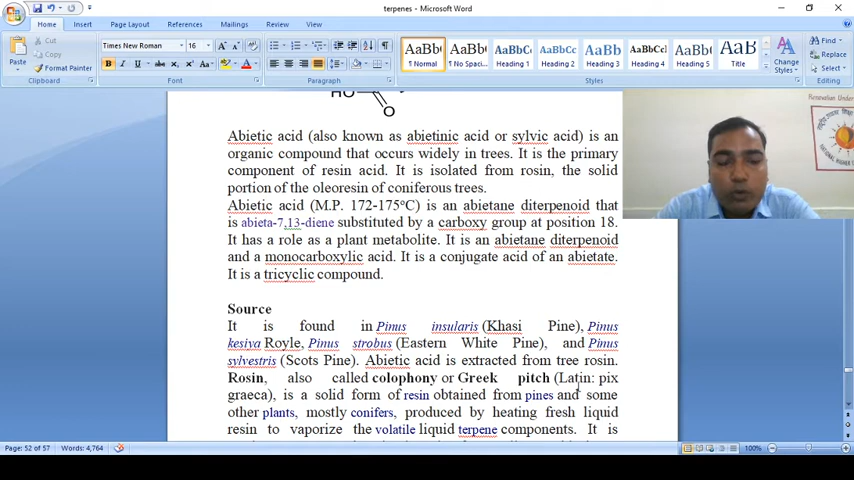 terpenes - Microsoft Word
Home Insert Page Layout References Mailings Review View
Cut
Copy
Format Painter
Paste
Clipboard
Times New Roman 16
Font
Paragraph
AaBbC AaBbC AaBbC AaBbCc AaBb( AaBbCcI AaBbC AaB
¶ Normal ¶ No Spaci... Heading 1 Heading 2 Heading 3 Heading 4 Heading 5 Title
Change Styles
Styles
Find
Replace
Select
Editing
HO O
Abietic acid (also known as abietinic acid or sylvic acid) is an
organic compound that occurs widely in trees. It is the primary
component of resin acid. It is isolated from rosin, the solid
portion of the oleoresin of coniferous trees.
Abietic acid (M.P. 172-175°C) is an abietane diterpenoid that
is abieta-7,13-diene substituted by a carboxy group at position 18.
It has a role as a plant metabolite. It is an abietane diterpenoid
and a monocarboxylic acid. It is a conjugate acid of an abietate.
It is a tricyclic compound.
Source
It is found in Pinus insularis (Khasi Pine), Pinus
kesiya Royle, Pinus strobus (Eastern White Pine), and Pinus
sylvestris (Scots Pine). Abietic acid is extracted from tree rosin.
Rosin, also called colophony or Greek pitch (Latin: pix
graeca), is a solid form of resin obtained from pines and some
other plants, mostly conifers, produced by heating fresh liquid
resin to vaporize the volatile liquid terpene components. It is
Page: 52 of 57 Words: 4,764 100%